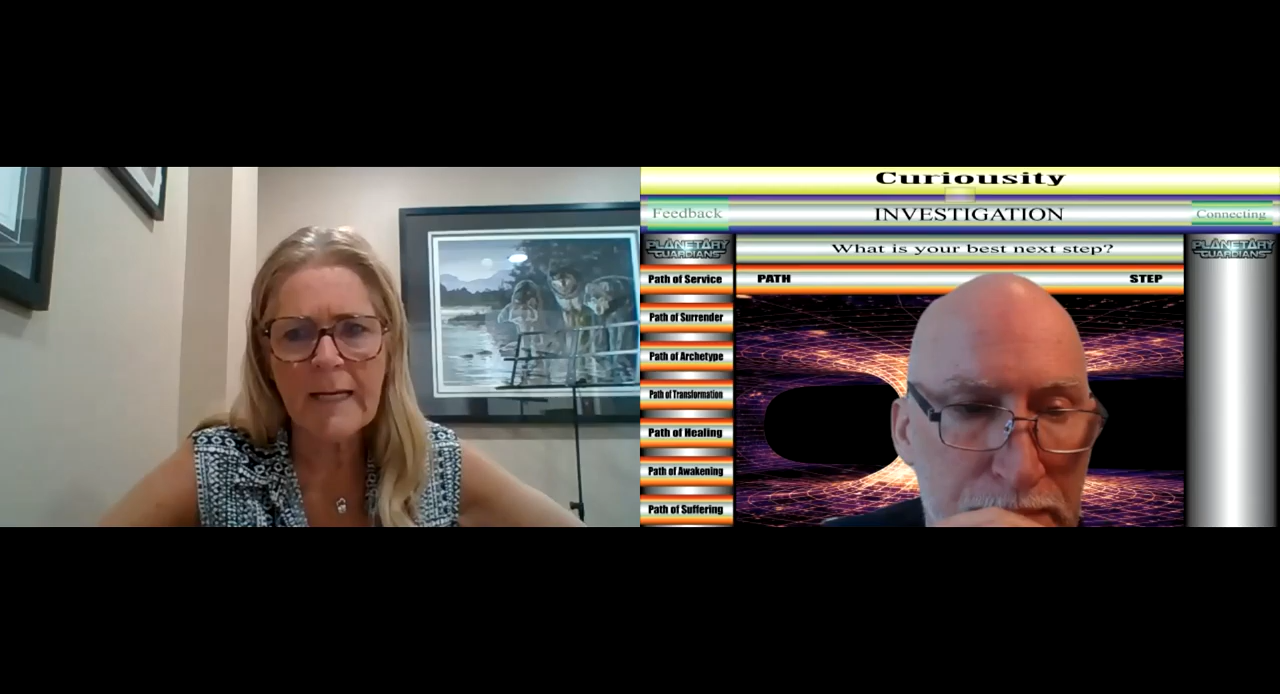 Curiousity
Feedback
INVESTIGATION
Connecting
PLANETARY
GUARDIANS
What is your best next step?
PLANETARY
GUARDIANS
PATH
STEP
Path of Service
Path of Surrender
Path of Archetype
Path of Transformation
Path of Healing
Path of Awakening
Path of Suffering